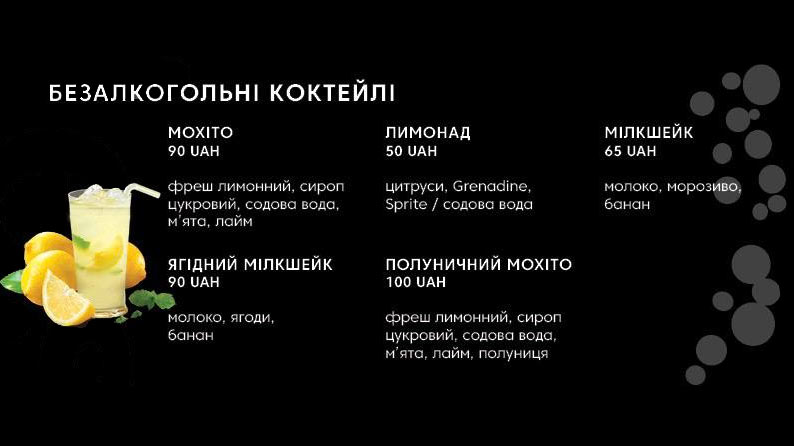 БЕЗАЛКОГОЛЬНІ КОКТЕЙЛІ
МОХІТО
90 UAH
фреш лимонний, сироп
цукровий, содова вода,
м'ята, лайм
ЛИМОНАД
50 UAH
цитруси, Grenadine,
Sprite / содова вода
МІЛКШЕЙК
65 UAH
молоко, морозиво,
банан
ЯГІДНИЙ МІЛКШЕЙК
90 UAH
молоко, ягоди,
банан
ПОЛУНИЧНИЙ МОХІТО
100 UAH
фреш лимонний, сироп
цукровий, содова вода,
м'ята, лайм, полуниця